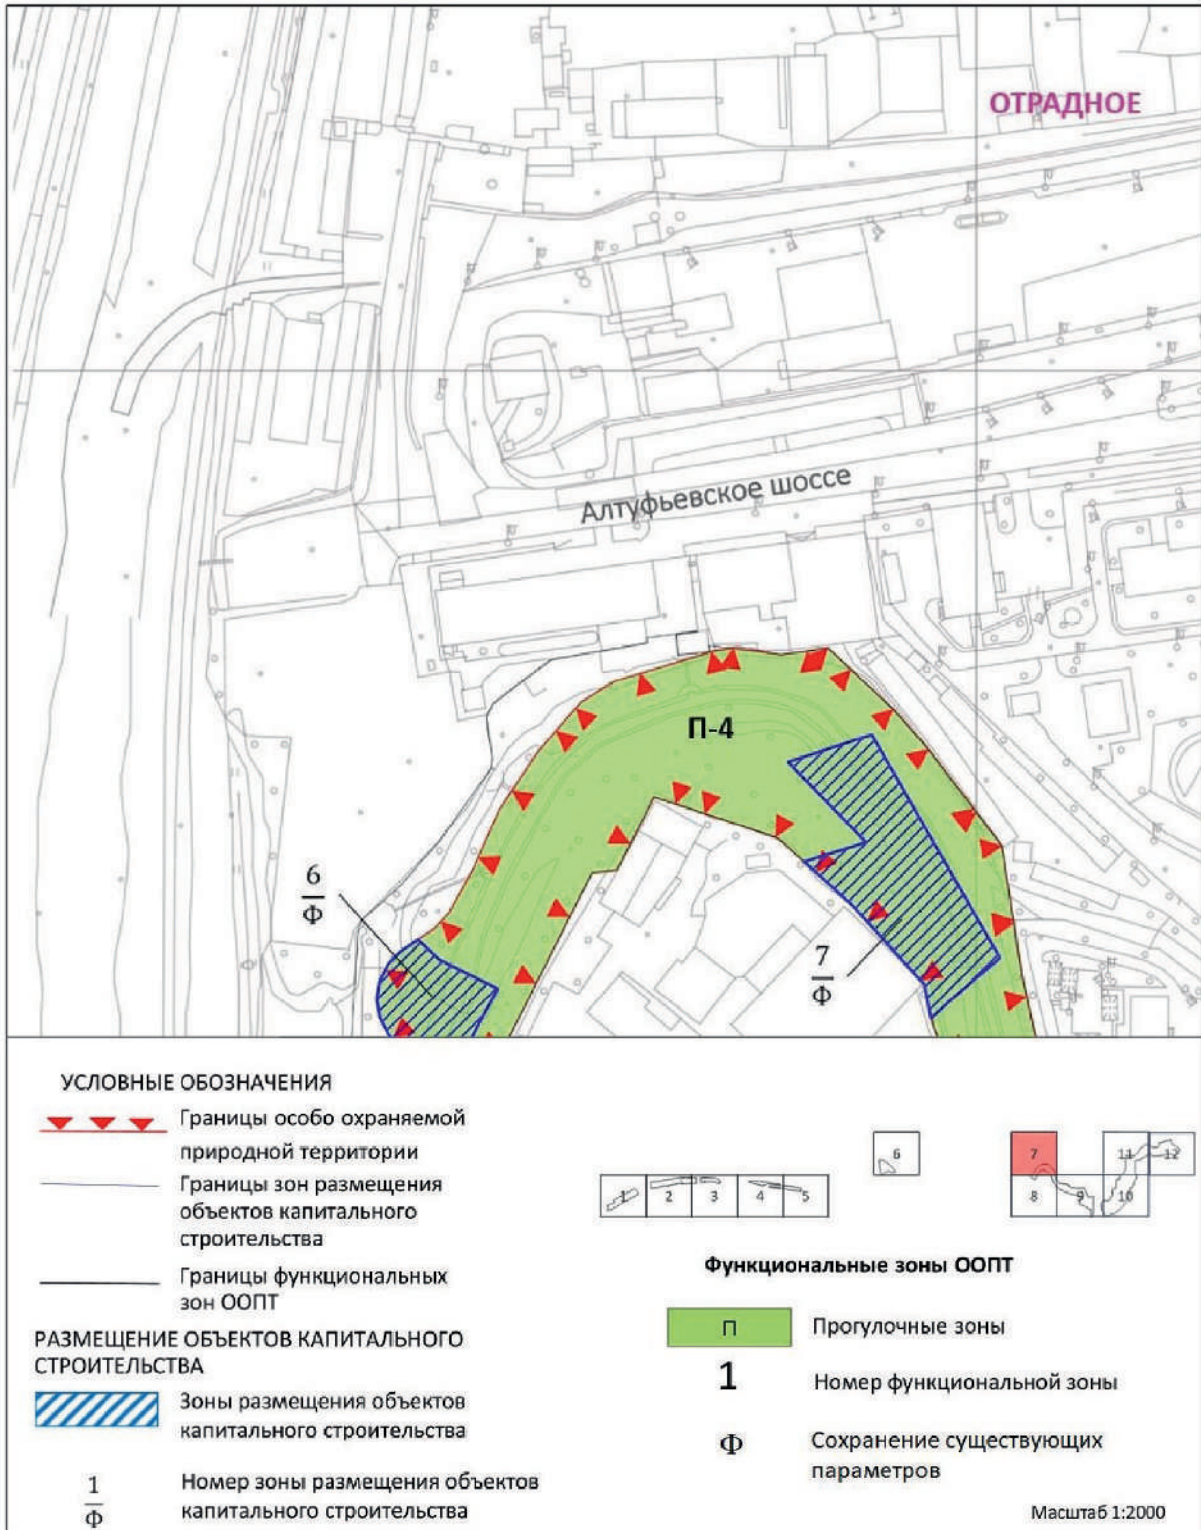 ОТРАДНОЕ
Алтуфьевское шоссе
П-4
6
Ф
7
Ф
УСЛОВНЫЕ ОБОЗНАЧЕНИЯ
Границы особо охраняемой
природной территории
Границы зон размещения
объектов капитального
строительства
Границы функциональных
зон ООПТ
РАЗМЕЩЕНИЕ ОБЪЕКТОВ КАПИТАЛЬНОГО
СТРОИТЕЛЬСТВА
Зоны размещения объектов
капитального строительства
1
Ф
Номер зоны размещения объектов
капитального строительства
6
7
11
12
1
2
3
4
5
8
9
10
Функциональные зоны ООПТ
П
Прогулочные зоны
1
Номер функциональной зоны
Ф
Сохранение существующих
параметров
Масштаб 1:2000